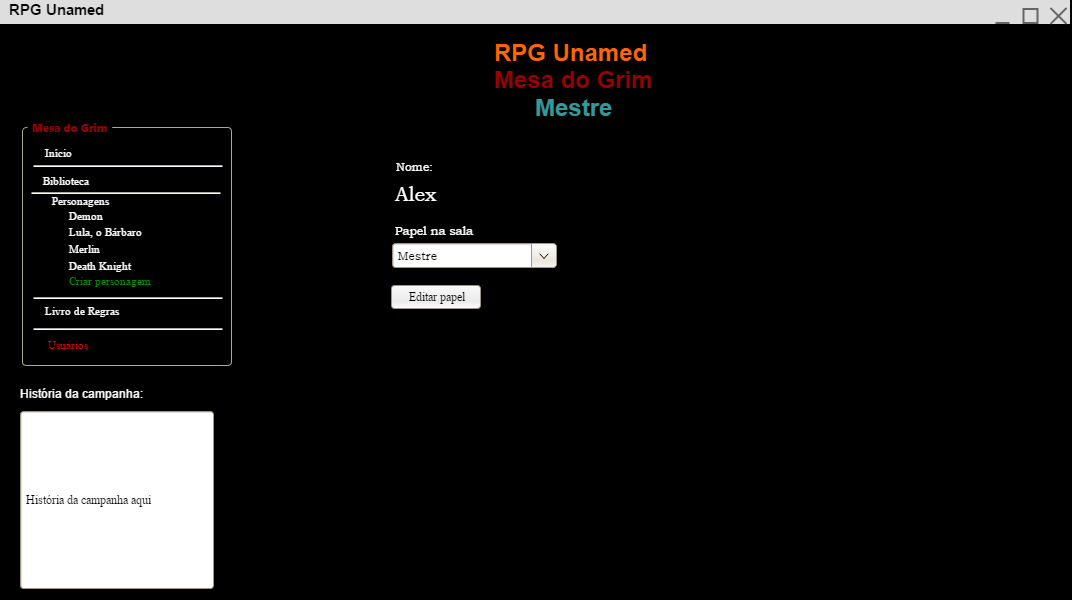 RPG Unamed
RPG Unamed
Mesa do Grim
Mestre
Mesa do Grim
Início
Biblioteca
Personagens
Demon
Lula, o Bárbaro
Merlin
Death Knight
Criar personagem
Livro de Regras
Usuários
História da campanha:
História da campanha aqui
Nome:
Alex
Papel na sala
Mestre
Editar papel